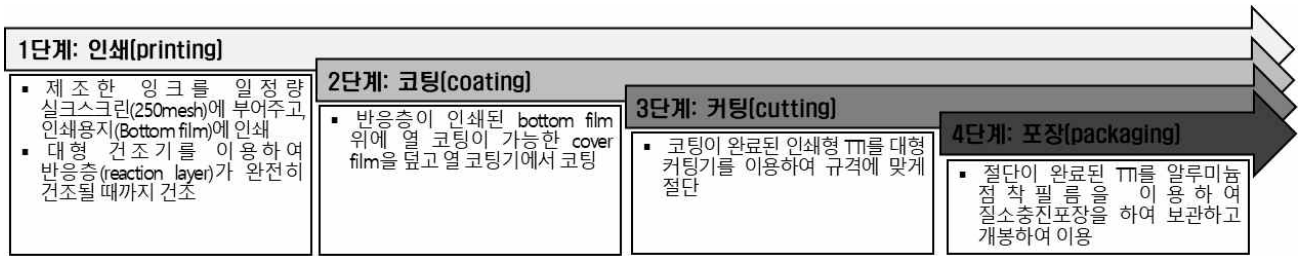 1단계: 인쇄(printing)
▪ 제조한 잉크를 일정량
실크스크린(250mesh)에 부어주고,
인쇄용지(Bottom film)에 인쇄
▪ 대형 건조기를 이용하여
반응층(reaction layer)가 완전히
건조될 때까지 건조
2단계: 코팅(coating)
▪ 반응층이 인쇄된 bottom film
위에 열 코팅이 가능한 cover
film을 덮고 열 코팅기에서 코팅
3단계: 커팅(cutting)
▪ 코팅이 완료된 인쇄형 TTI를 대형
커팅기를 이용하여 규격에 맞게
절단
4단계: 포장(packaging)
▪ 절단이 완료된 TTI를 알루미늄
점착필름을 이용하여
질소충진포장을 하여 보관하고
개봉하여 이용